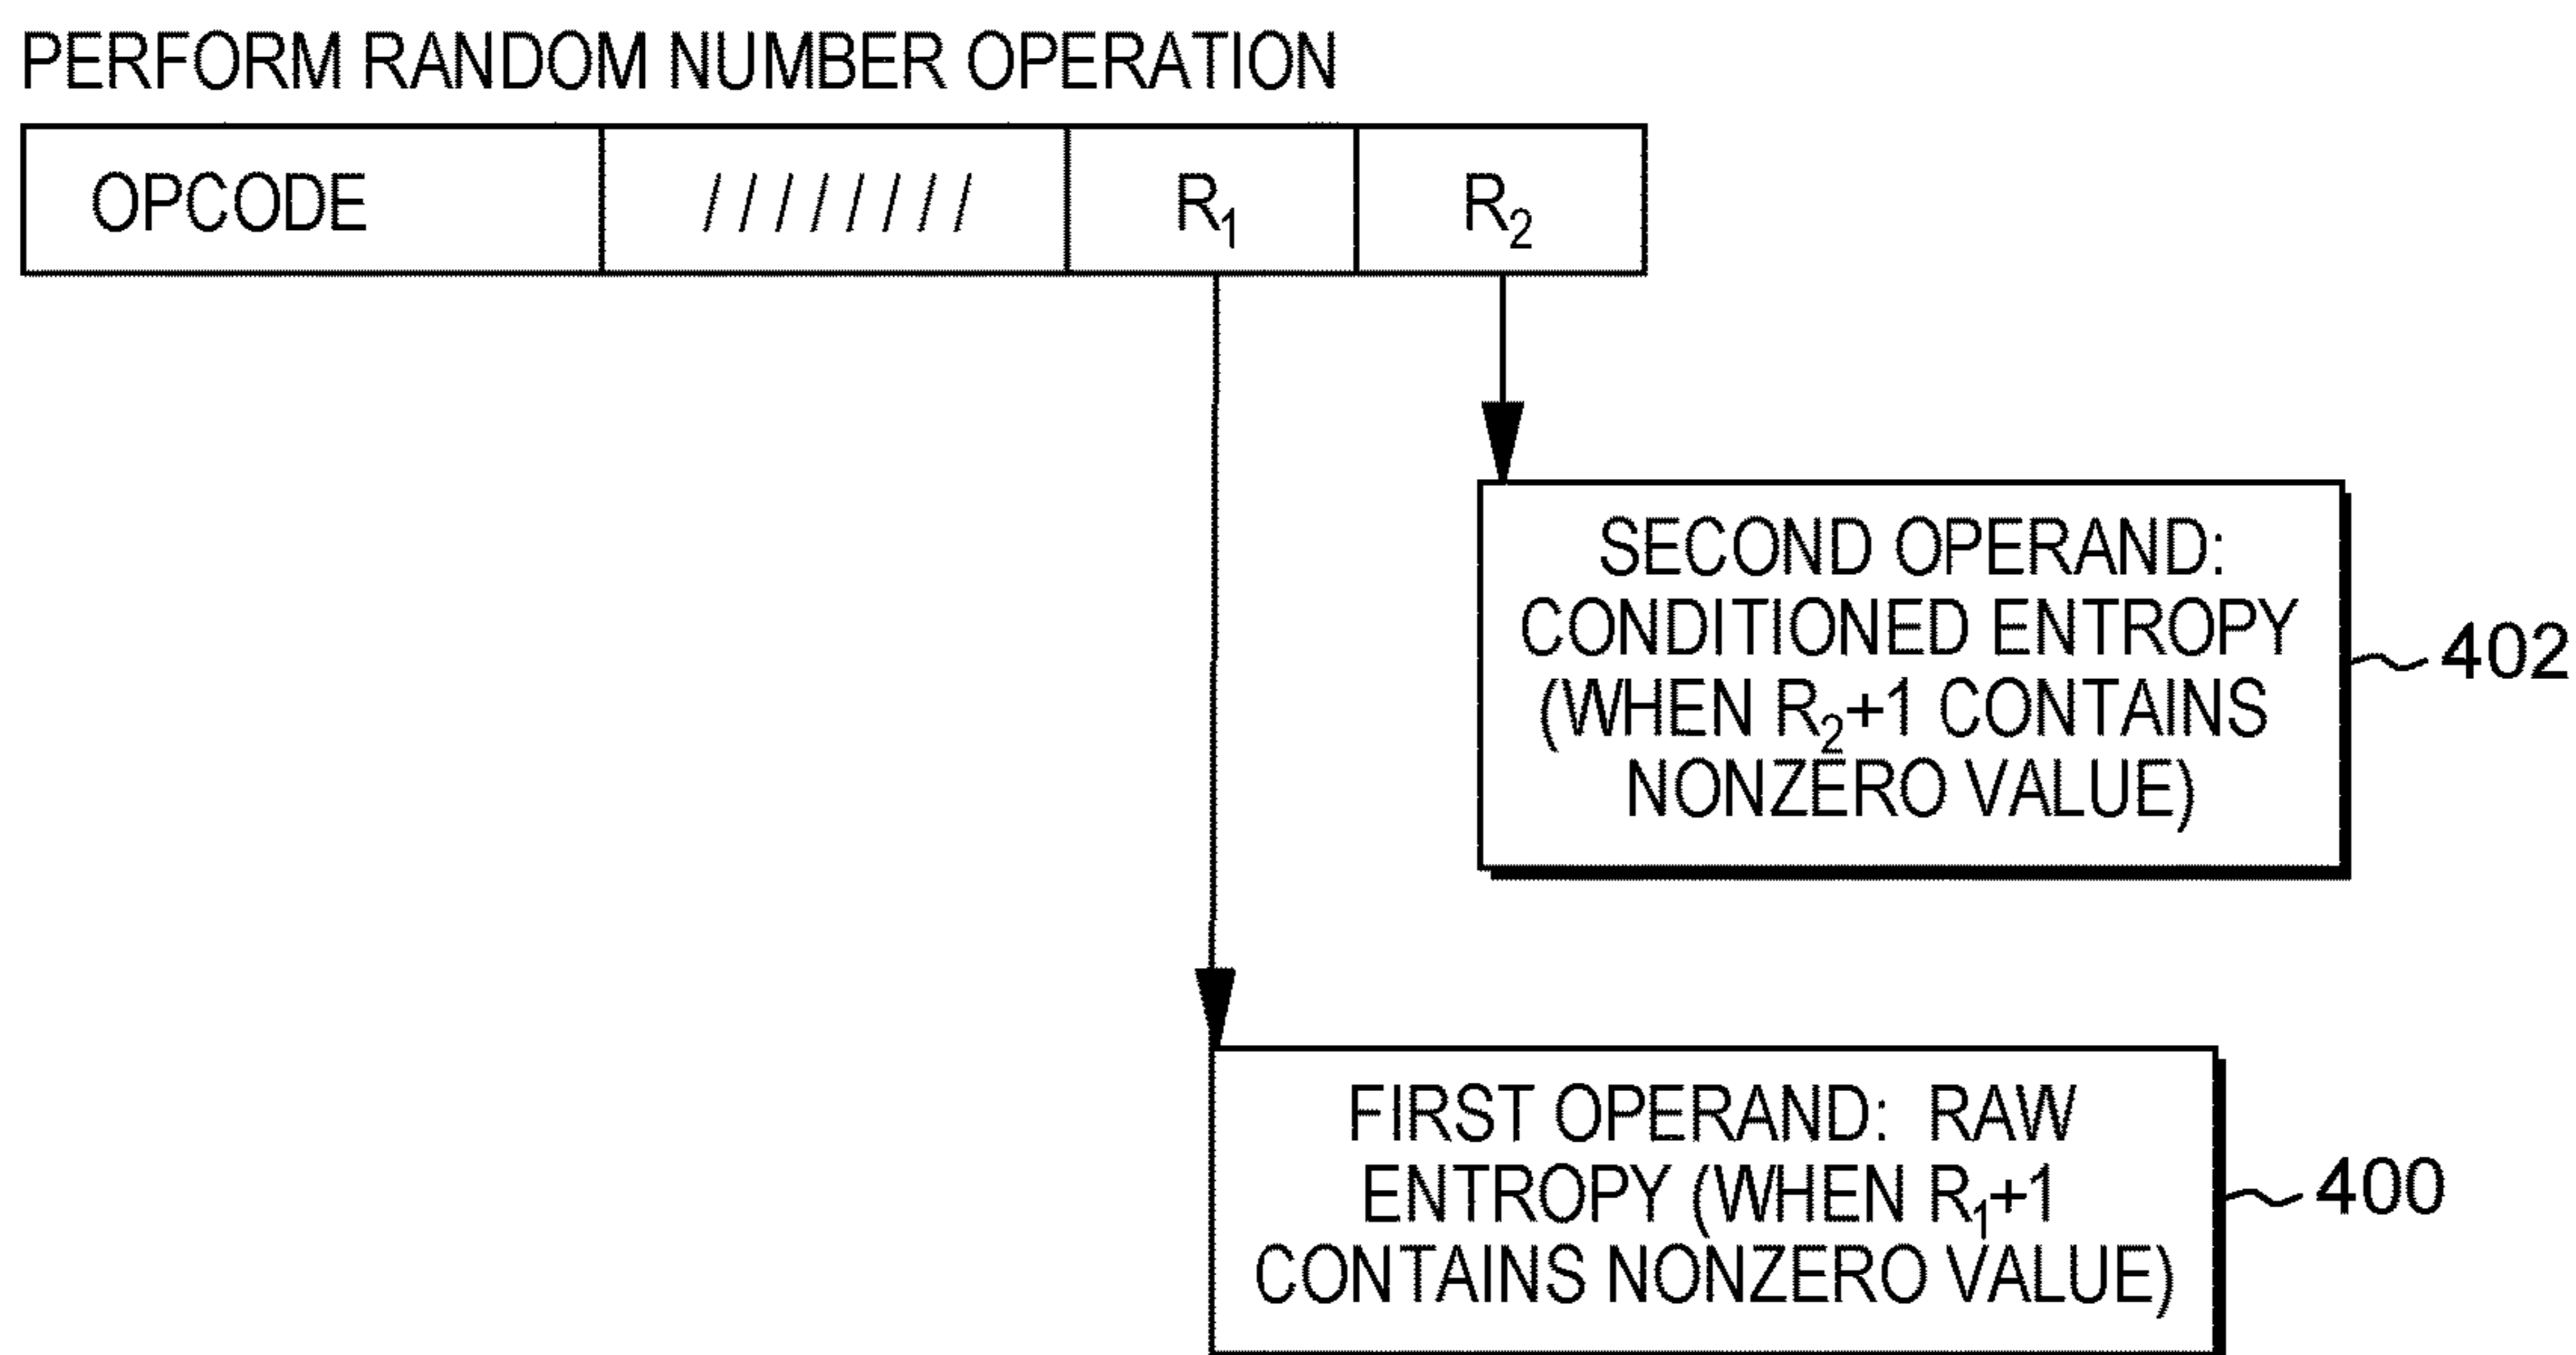 PERFORM RANDOM NUMBER OPERATION
OPCODE //////// R₁ R₂
SECOND OPERAND:
CONDITIONED ENTROPY
(WHEN R₂+1 CONTAINS
NONZERO VALUE)
402
FIRST OPERAND: RAW
ENTROPY (WHEN R₁+1
CONTAINS NONZERO VALUE)
400